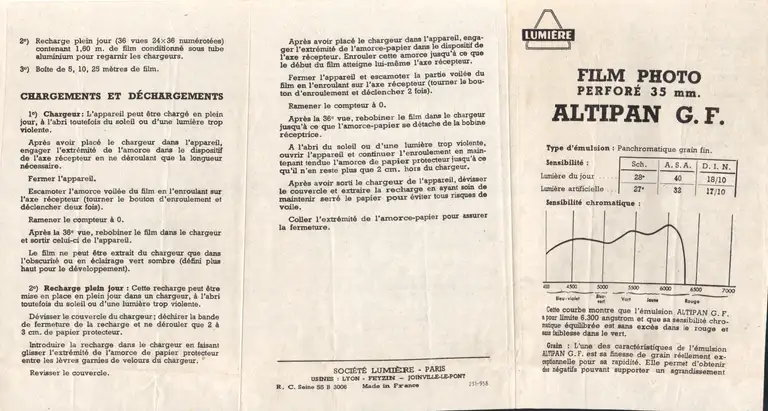 2°) Recharge plein jour (36 vues 24×36 numérotées)
contenant 1,60 m. de film conditionné sous tube
aluminium pour regarnir les chargeurs.
3°) Boîte de 5, 10, 25 mètres de film.
CHARGEMENTS ET DÉCHARGEMENTS
1°) Chargeur: L'appareil peut être chargé en plein
jour, à l'abri toutefois du soleil ou d'une lumière trop
violente.
Après avoir placé le chargeur dans l'appareil,
engager l'extrémité de l'amorce dans le dispositif
de l'axe récepteur en ne déroulant que la longueur
nécessaire.
Fermer l'appareil.
Escamoter l'amorce voilée du film en l'enroulant sur
l'axe récepteur (tourner le bouton d'enroulement et
déclencher deux fois).
Ramener le compteur à 0.
Après la 36e vue, rebobiner le film dans le chargeur
et sortir celui-ci de l'appareil.
Le film ne peut être extrait du chargeur que dans
l'obscurité ou en éclairage vert sombre (défini plus
haut pour le développement).
2°) Recharge plein jour : Cette recharge peut être
mise en place en plein jour dans un chargeur, à l'abri
toutefois du soleil ou d'une lumière trop violente.
Dévisser le couvercle du chargeur; déchirer la bande
de fermeture de la recharge et ne dérouler que 2 à
3 cm. de papier protecteur.
Introduire la recharge dans le chargeur en faisant
glisser l'extrémité de l'amorce de papier protecteur
entre les lèvres garnies de velours du chargeur.
Revisser le couvercle.
Après avoir placé le chargeur dans l'appareil, enga-
ger l'extrémité de l'amorce-papier dans le dispositif de
l'axe récepteur. Enrouler cette amorce jusqu'à ce que
le début du film atteigne lui-même l'axe récepteur.
Fermer l'appareil et escamoter la partie voilée du
film en l'enroulant sur l'axe récepteur (tourner le bou-
ton d'enroulement et déclencher 2 fois).
Ramener le compteur à 0.
Après la 36e vue, rebobiner le film dans le chargeur
jusqu'à ce que l'amorce-papier se détache de la bobine
réceptrice.
A l'abri du soleil ou d'une lumière trop violente,
ouvrir l'appareil et continuer l'enroulement en main-
tenant tendue l'amorce de papier protecteur jusqu'à ce
qu'il n'en reste plus que 2 cm. hors du chargeur.
Après avoir sorti le chargeur de l'appareil, dévisser
le couvercle et extraire la recharge en ayant soin de
maintenir serré le papier pour éviter tous risques de
voile.
Coller l'extrémité de l'amorce-papier pour assurer
la fermeture.
SOCIÉTÉ LUMIÈRE - PARIS
USINES : LYON - FEYZIN - JOINVILLE-LE-PONT
R. C. Seine 55 B 3006 Made in France
LUMIÈRE
FILM PHOTO
PERFORÉ 35 mm.
ALTIPAN G. F.
Type d'émulsion : Panchromatique grain fin.
Sensibilité : Sch. A.S.A. D.I.N.
Lumière du jour .... 28° 40 18/10
Lumière artificielle ... 27° 32 17/10
Sensibilité chromatique :
4500 5000 5500 6000 6500 7000
Bleu-violet Bleu-vert Vert Jaune Rouge
Cette courbe montre que l'émulsion ALTIPAN G. F.
a pour limite 6.300 angstrom et que sa sensibilité chro-
matique équilibrée est sans excès dans le rouge et
sans faiblesse dans le vert.
Grain : L'une des caractéristiques de l'émulsion
ALTIPAN G.F. est sa finesse de grain réellement ex-
ceptionnelle pour sa rapidité. Elle permet d'obtenir
des négatifs pouvant supporter un agrandissement